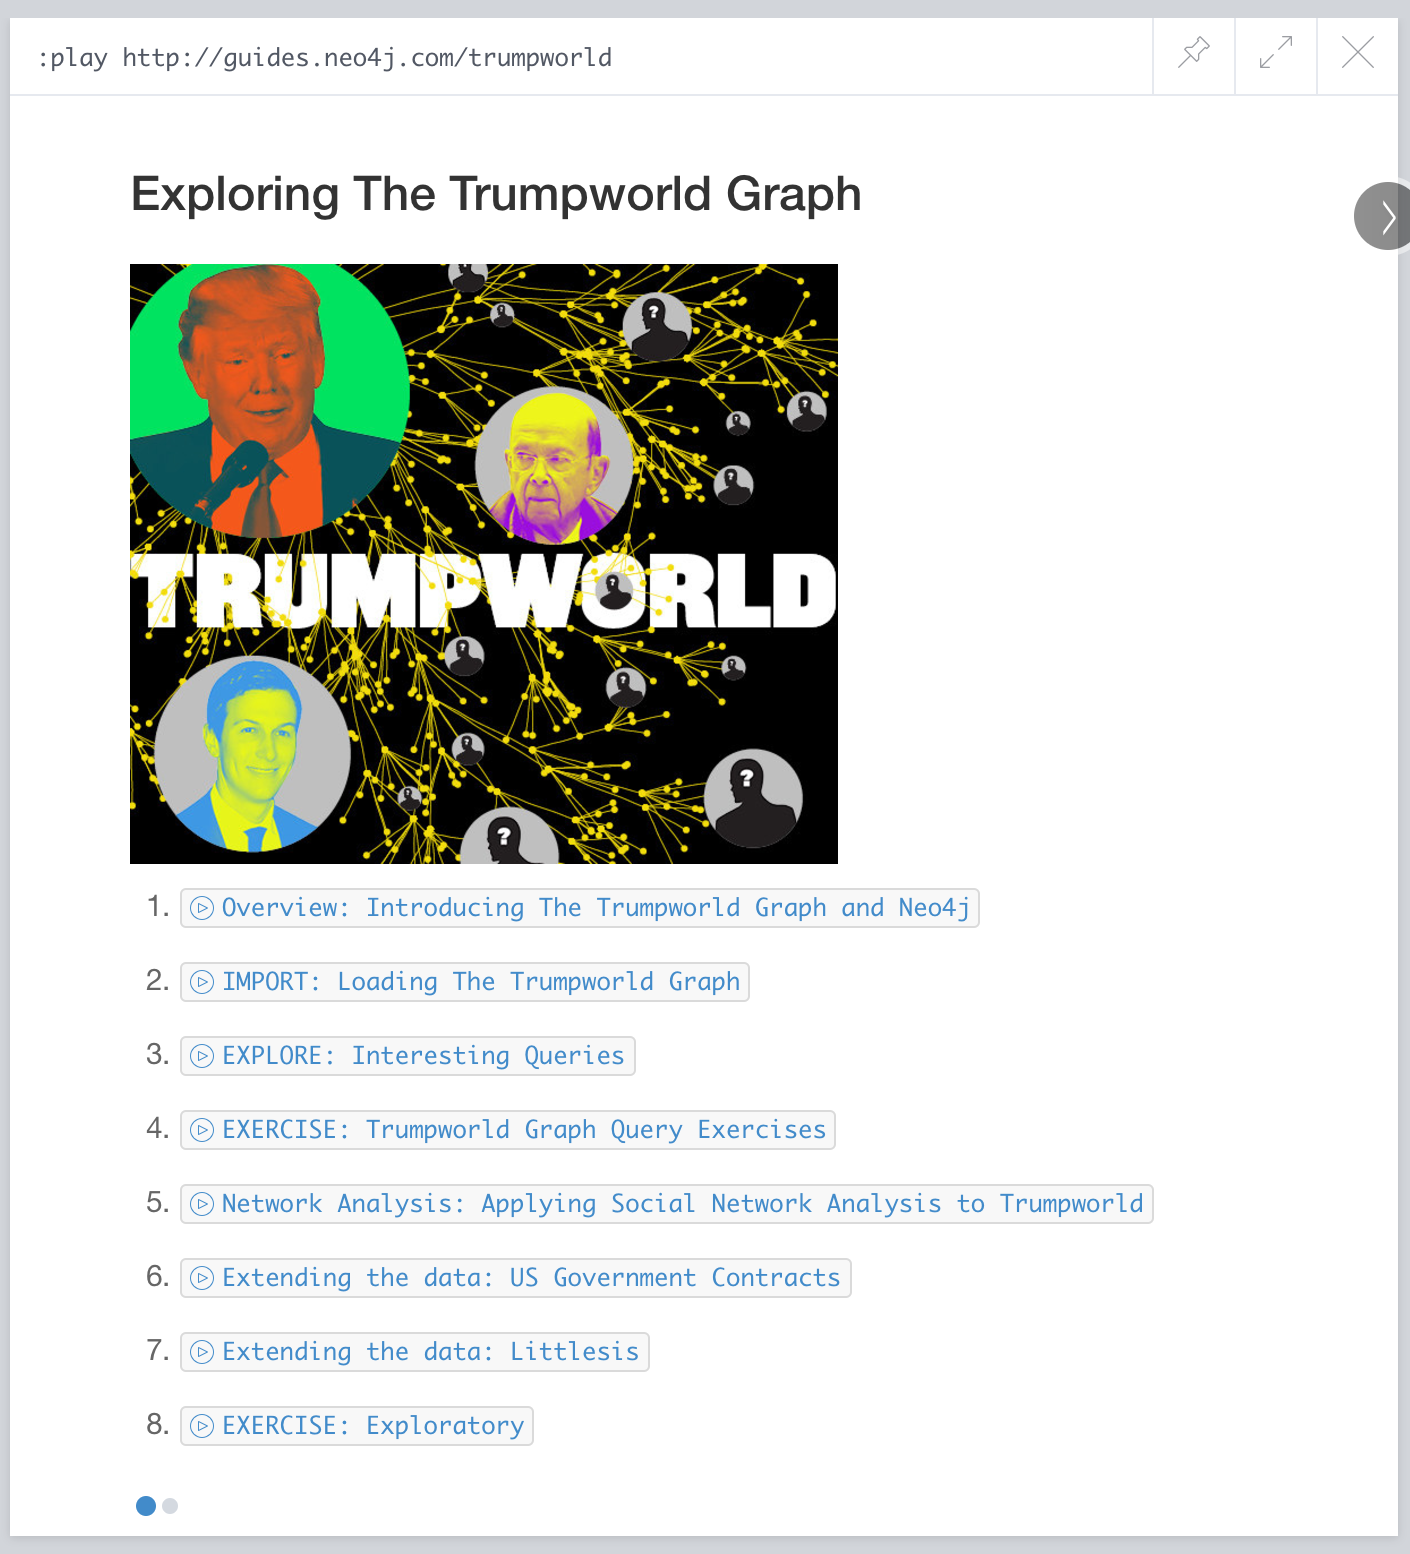 :play http://guides.neo4j.com/trumpworld
Exploring The Trumpworld Graph
?
?
TRUMPWORLD
?
?
?
?
?
1. Overview: Introducing The Trumpworld Graph and Neo4j
2. IMPORT: Loading The Trumpworld Graph
3. EXPLORE: Interesting Queries
4. EXERCISE: Trumpworld Graph Query Exercises
5. Network Analysis: Applying Social Network Analysis to Trumpworld
6. Extending the data: US Government Contracts
7. Extending the data: Littlesis
8. EXERCISE: Exploratory